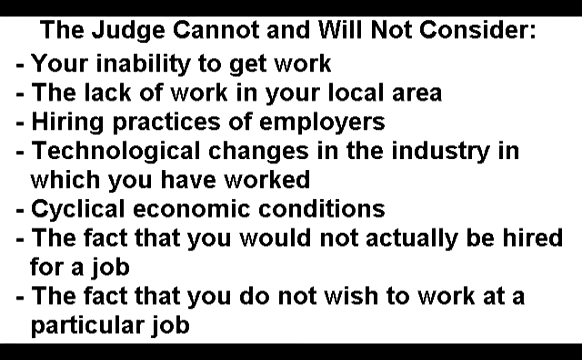 The Judge Cannot and Will Not Consider:
- Your inability to get work
- The lack of work in your local area
- Hiring practices of employers
- Technological changes in the industry in
which you have worked
- Cyclical economic conditions
- The fact that you would not actually be hired
for a job
- The fact that you do not wish to work at a
particular job